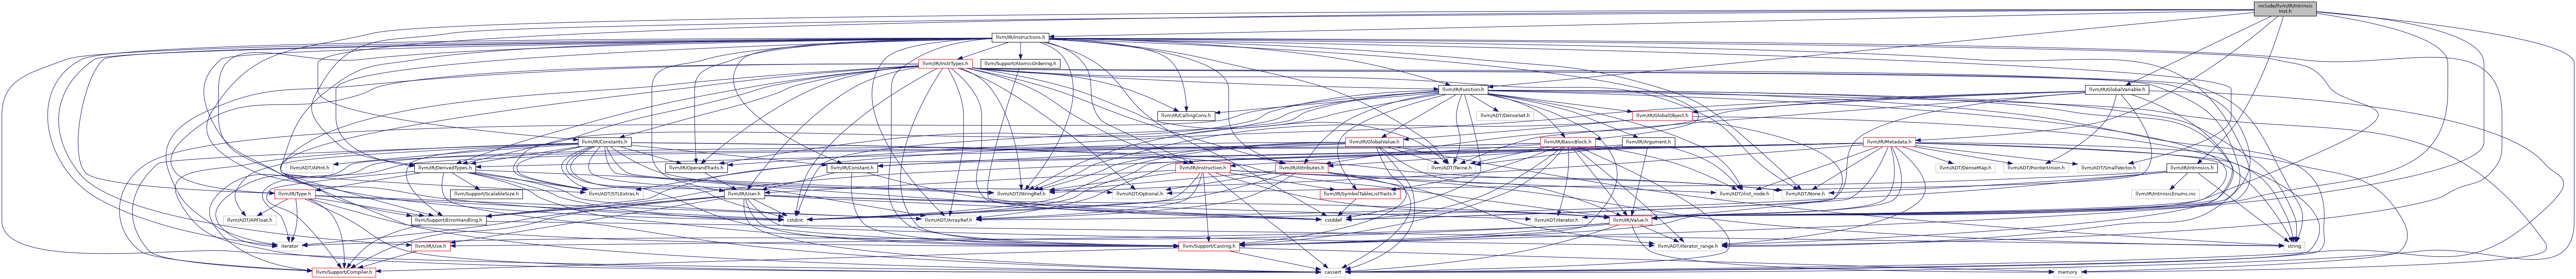 include/llvm/IR/Intrinsic
Inst.h
llvm/IR/Instructions.h
llvm/IR/InstrTypes.h
llvm/Support/AtomicOrdering.h
llvm/IR/Function.h
llvm/IR/GlobalVariable.h
llvm/IR/CallingConv.h
llvm/ADT/DenseSet.h
llvm/IR/GlobalObject.h
llvm/IR/Constants.h
llvm/IR/GlobalValue.h
llvm/IR/BasicBlock.h
llvm/IR/Argument.h
llvm/IR/Metadata.h
llvm/ADT/APInt.h
llvm/IR/DerivedTypes.h
llvm/IR/OperandTraits.h
llvm/IR/Constant.h
llvm/IR/Instruction.h
llvm/IR/Attributes.h
llvm/ADT/Twine.h
llvm/ADT/DenseMap.h
llvm/ADT/PointerUnion.h
llvm/ADT/SmallVector.h
llvm/IR/Intrinsics.h
llvm/IR/Type.h
llvm/Support/ScalableSize.h
llvm/ADT/STLExtras.h
llvm/IR/User.h
llvm/ADT/StringRef.h
llvm/ADT/Optional.h
llvm/IR/SymbolTableListTraits.h
llvm/ADT/ilist_node.h
llvm/ADT/None.h
llvm/IR/IntrinsicEnums.inc
llvm/ADT/APFloat.h
llvm/Support/ErrorHandling.h
cstdint
llvm/ADT/ArrayRef.h
cstddef
llvm/ADT/iterator.h
llvm/IR/Value.h
iterator
llvm/IR/Use.h
llvm/Support/Casting.h
llvm/ADT/iterator_range.h
string
llvm/Support/Compiler.h
cassert
memory